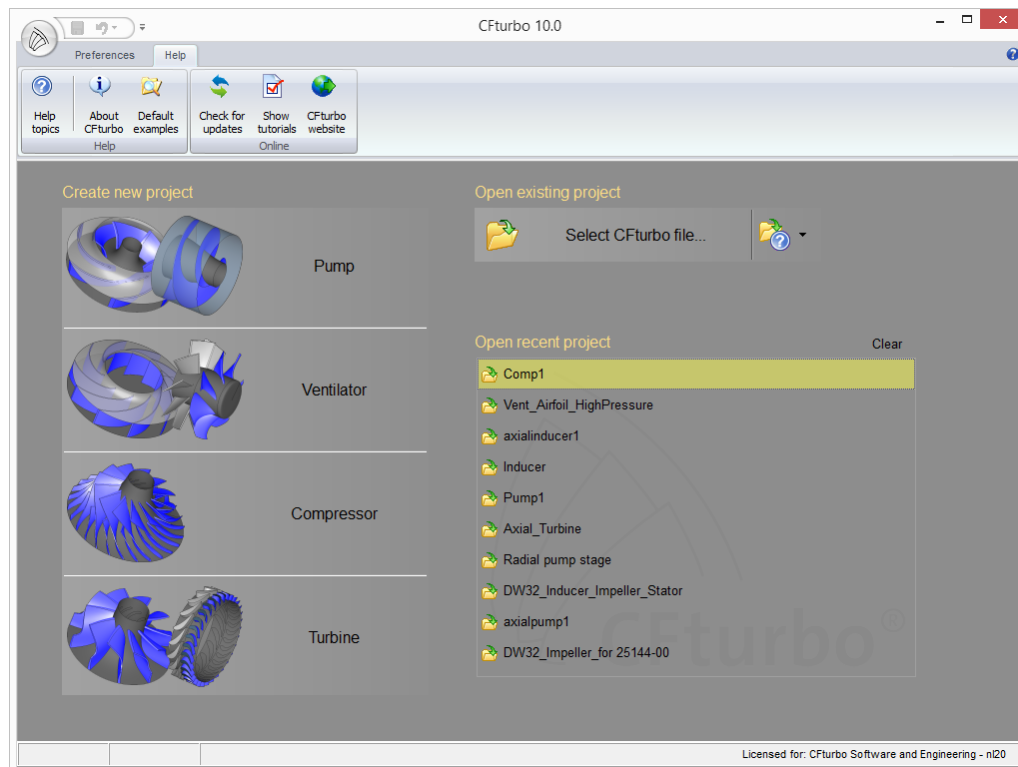 CFturbo 10.0
Preferences
Help
Help topics
About CFturbo
Default examples
Check for updates
Show tutorials
CFturbo website
Help
Online
Create new project
Pump
Ventilator
Compressor
Turbine
Open existing project
Select CFturbo file...
Open recent project
Clear
Comp1
Vent_Airfoil_HighPressure
axialinducer1
Inducer
Pump1
Axial_Turbine
Radial pump stage
DW32_Inducer_Impeller_Stator
axialpump1
DW32_Impeller_for 25144-00
CFturbo®
Licensed for: CFturbo Software and Engineering - nl20